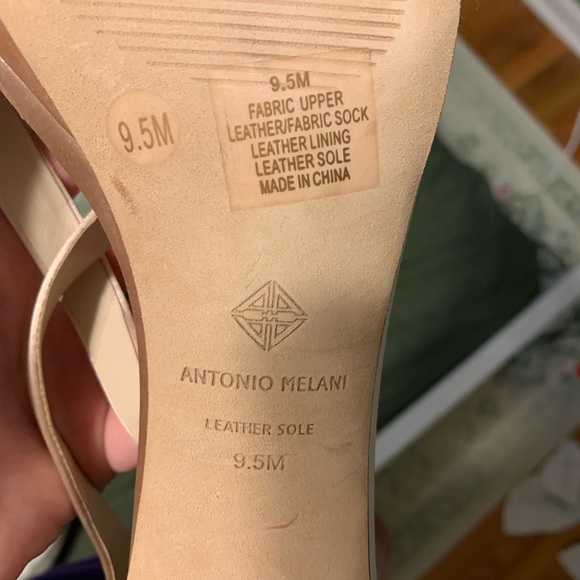 9.5M
9.5M
FABRIC UPPER
LEATHER/FABRIC SOCK
LEATHER LINING
LEATHER SOLE
MADE IN CHINA
ANTONIO MELANI
LEATHER SOLE
9.5M